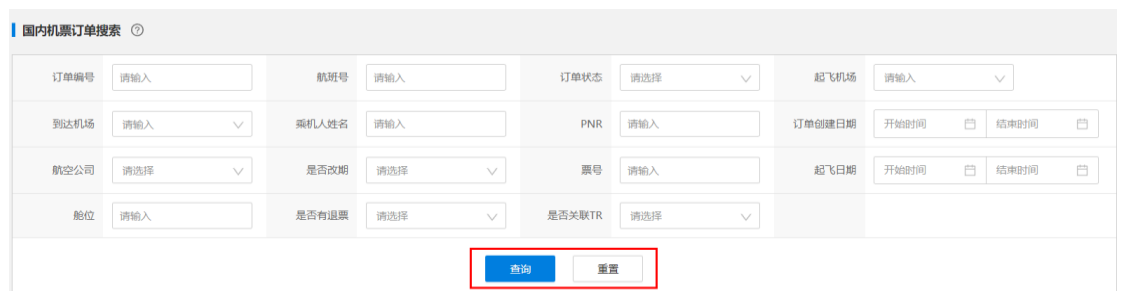 国内机票订单搜索 ?
订单编号 请输入 航班号 请输入 订单状态 请选择 起飞机场 请输入
到达机场 请输入 乘机人姓名 请输入 PNR 请输入 订单创建日期 开始时间 结束时间
航空公司 请选择 是否改期 请选择 票号 请输入 起飞日期 开始时间 结束时间
舱位 请输入 是否有退票 请选择 是否关联TR 请选择
查询 重置